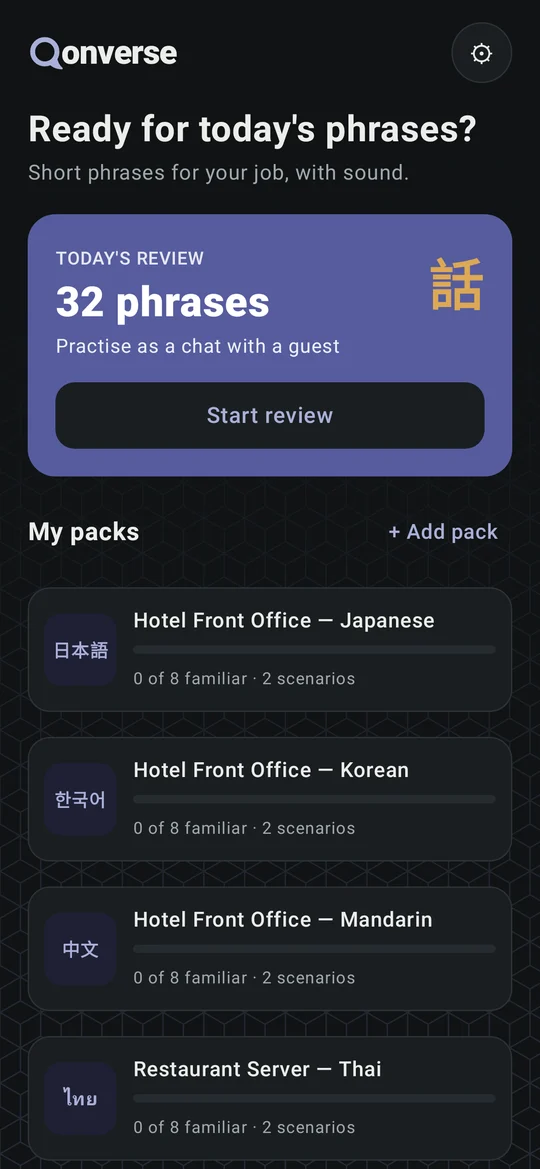 Qonverse
Ready for today's phrases?
Short phrases for your job, with sound.
TODAY'S REVIEW
32 phrases
話
Practise as a chat with a guest
Start review
My packs
+ Add pack
日本語
Hotel Front Office — Japanese
0 of 8 familiar · 2 scenarios
한국어
Hotel Front Office — Korean
0 of 8 familiar · 2 scenarios
中文
Hotel Front Office — Mandarin
0 of 8 familiar · 2 scenarios
ไทย
Restaurant Server — Thai
0 of 8 familiar · 2 scenarios